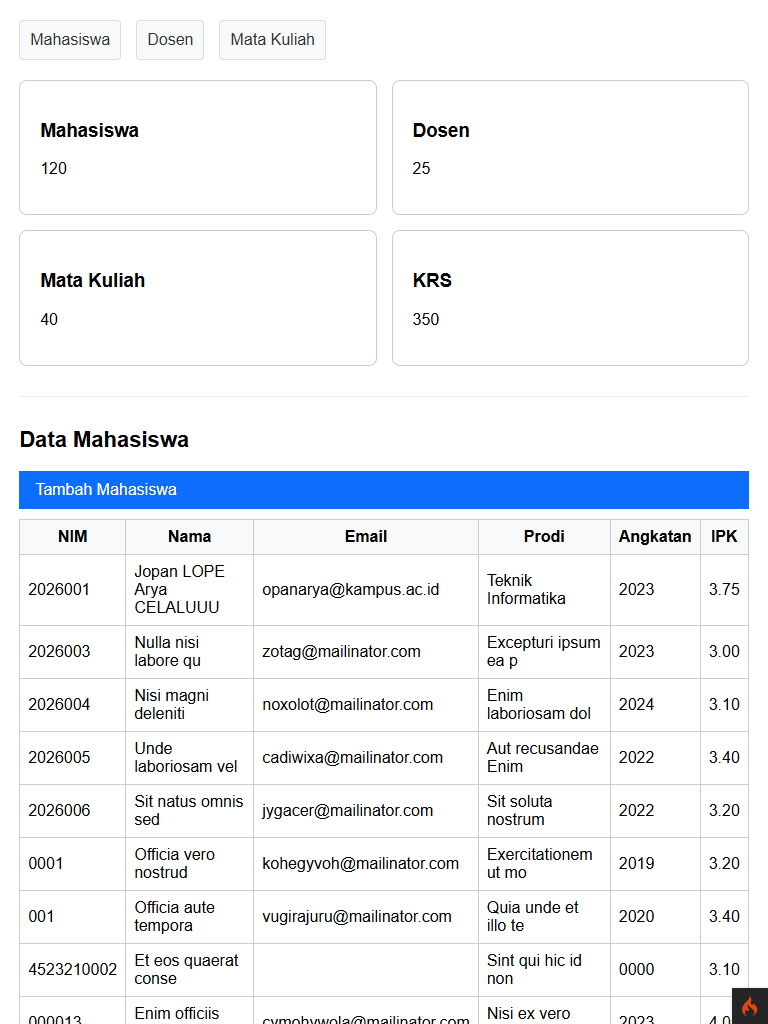 Mahasiswa Dosen Mata Kuliah
Mahasiswa Dosen
120 25
Mata Kuliah KRS
40 350
Data Mahasiswa
Tambah Mahasiswa
NIM Nama Email Prodi Angkatan IPK
2026001 Jopan LOPE Arya CELALUUU opanarya@kampus.ac.id Teknik Informatika 2023 3.75
2026003 Nulla nisi labore qu zotag@mailinator.com Excepturi ipsum ea p 2023 3.00
2026004 Nisi magni deleniti noxolot@mailinator.com Enim laboriosam dol 2024 3.10
2026005 Unde laboriosam vel cadiwixa@mailinator.com Aut recusandae Enim 2022 3.40
2026006 Sit natus omnis sed jygacer@mailinator.com Sit soluta nostrum 2022 3.20
0001 Officia vero nostrud kohegyvoh@mailinator.com Exercitationem ut mo 2019 3.20
001 Officia aute tempora vugirajuru@mailinator.com Quia unde et illo te 2020 3.40
4523210002 Et eos quaerat conse Sint qui hic id non 0000 3.10
000013 Enim officiis cymohywola@mailinator.com Nisi ex vero 2023